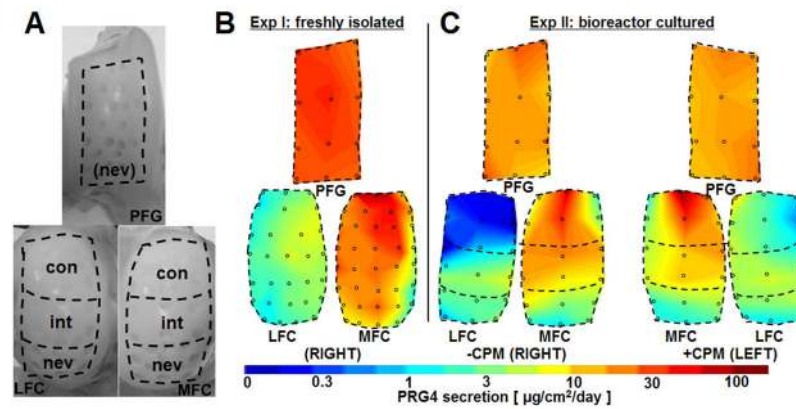 A
B
Exp I: freshly isolated
C
Exp II: bioreactor cultured
(nev)
PFG
PFG
PFG
PFG
con
con
int
int
nev
nev
LFC
MFC
LFC
MFC
LFC
MFC
MFC
LFC
(RIGHT)
-CPM (RIGHT)
+CPM (LEFT)
0 0.3 1 3 10 30 100
PRG4 secretion [ µg/cm²/day ]